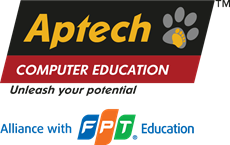 Aptech TM
COMPUTER EDUCATION
Unleash your potential
Alliance with FPT® Education